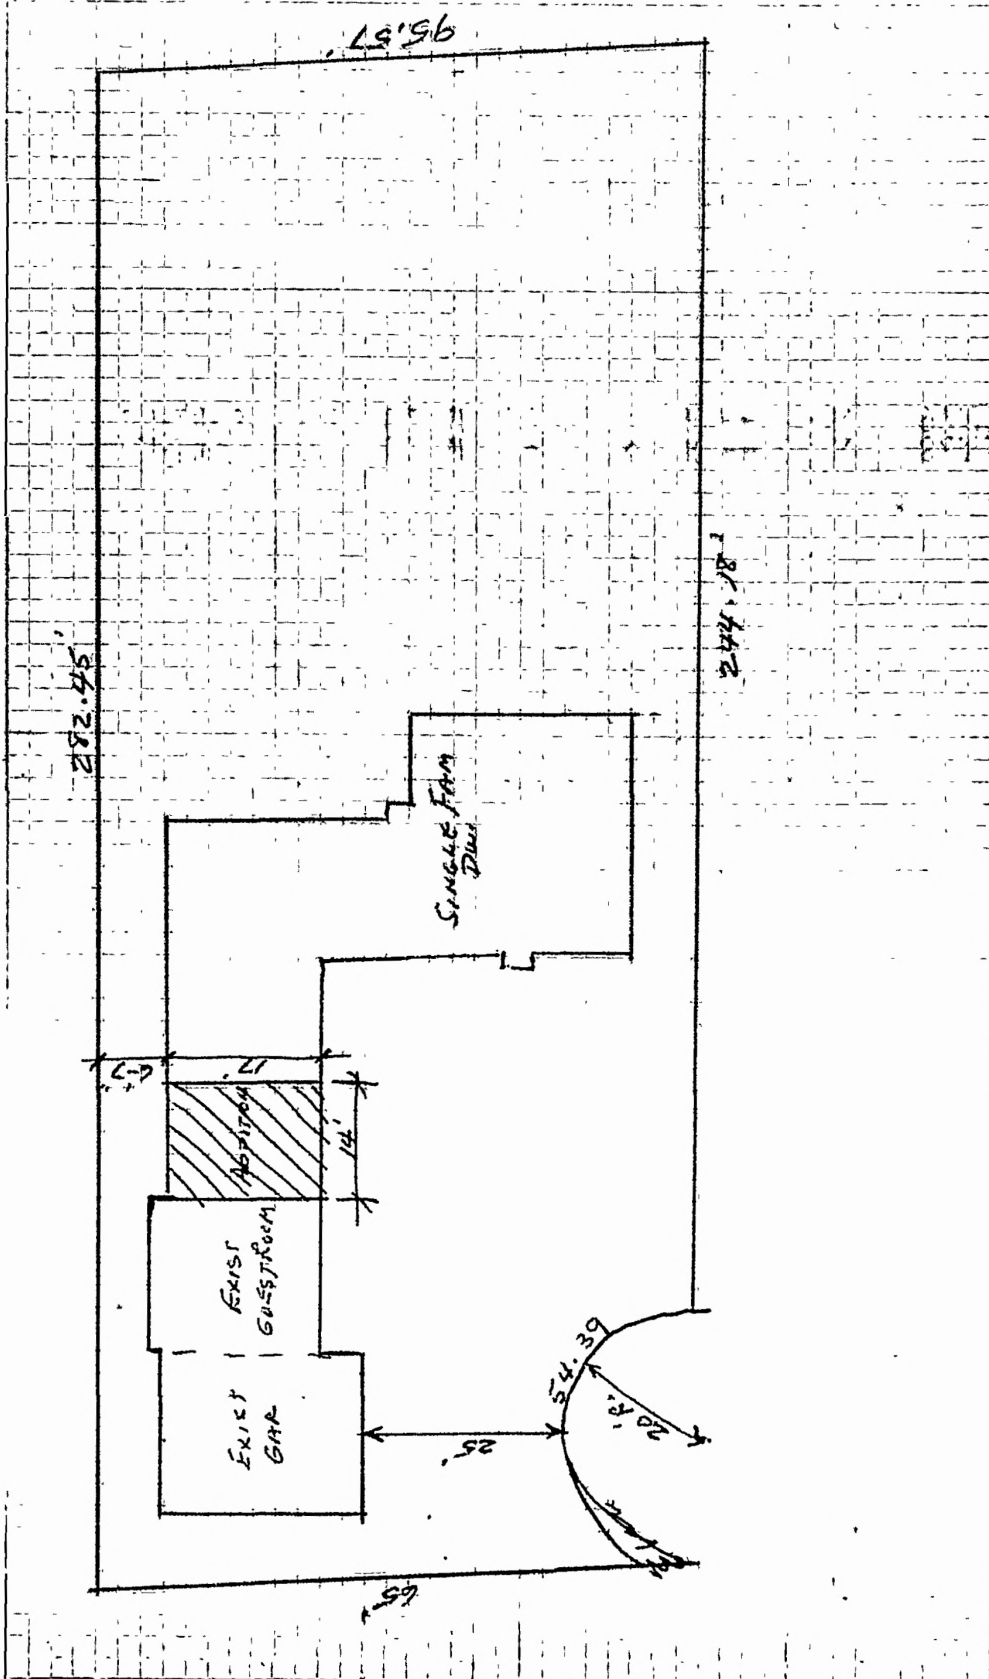 95.57'
282.45'
244.18'
SINGLE FAM
DWL
17'
ADDITION
14'
EXIST
GUESTROOM
EXIST
GAR
25'
54.39
20'R
65'